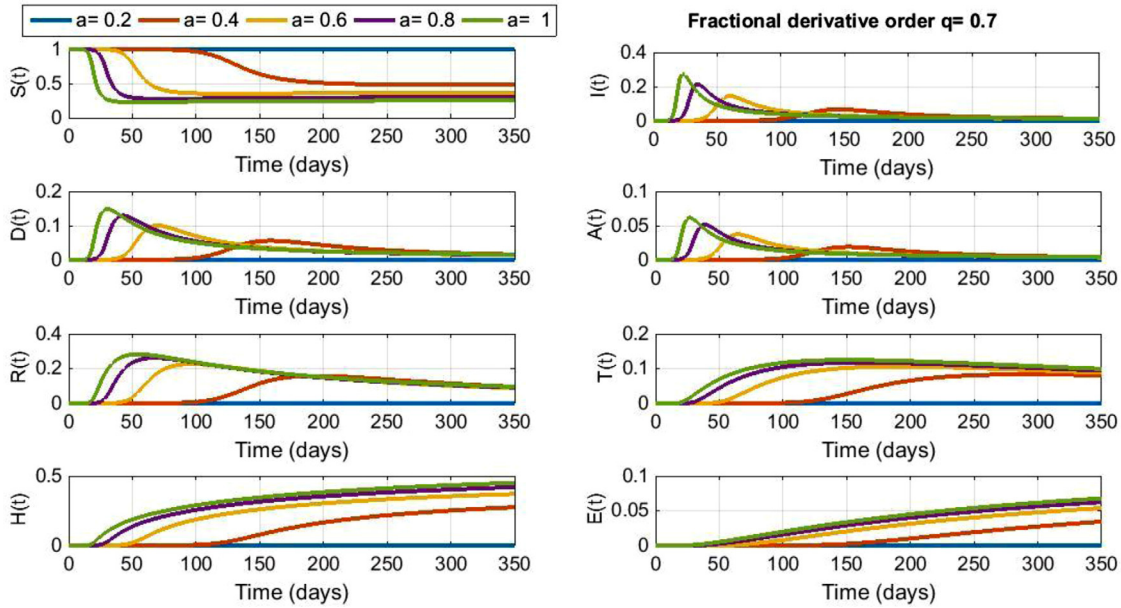 a= 0.2 a= 0.4 a= 0.6 a= 0.8 a= 1
Fractional derivative order q= 0.7
S(t)
1
0.5
0
0 50 100 150 200 250 300 350
Time (days)
I(t)
0.4
0.2
0
0 50 100 150 200 250 300 350
Time (days)
D(t)
0.2
0.1
0
0 50 100 150 200 250 300 350
Time (days)
A(t)
0.1
0.05
0
0 50 100 150 200 250 300 350
Time (days)
R(t)
0.4
0.2
0
0 50 100 150 200 250 300 350
Time (days)
T(t)
0.2
0.1
0
0 50 100 150 200 250 300 350
Time (days)
H(t)
0.5
0
0 50 100 150 200 250 300 350
Time (days)
E(t)
0.1
0.05
0
0 50 100 150 200 250 300 350
Time (days)